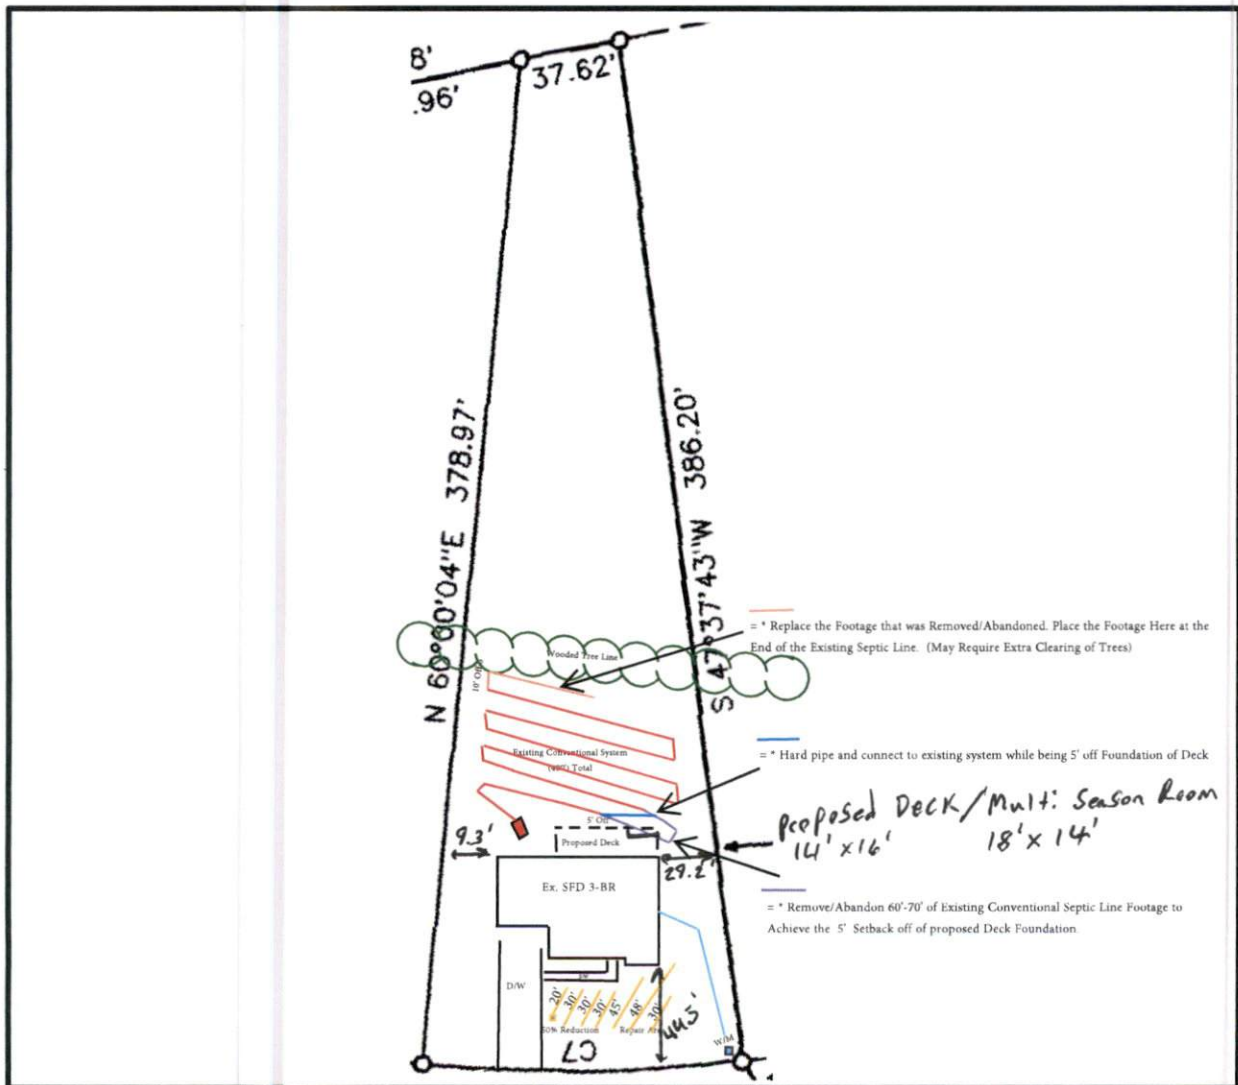 8'
.96'
37.62'
N 60°00'04"E 378.97'
S 47°37'43"W 386.20'
= * Replace the Footage that was Removed/Abandoned. Place the Footage Here at the
End of the Existing Septic Line. (May Require Extra Clearing of Trees)
Wooded Tree Line
10' Off
= * Hard pipe and connect to existing system while being 5' off Foundation of Deck
Existing Conventional System
Total
5' Off
Proposed Deck
9.3'
29.2'
Proposed Deck/Multi Season Room
14' x 16' 18' x 14'
Ex. SFD 3-BR
= * Remove/Abandon 60'-70' of Existing Conventional Septic Line Footage to
Achieve the 5' Setback off of proposed Deck Foundation
D/W
20'
30'
30'
30'
45'
48'
30'
44.5'
50% Reduction Repair
W/M
C7